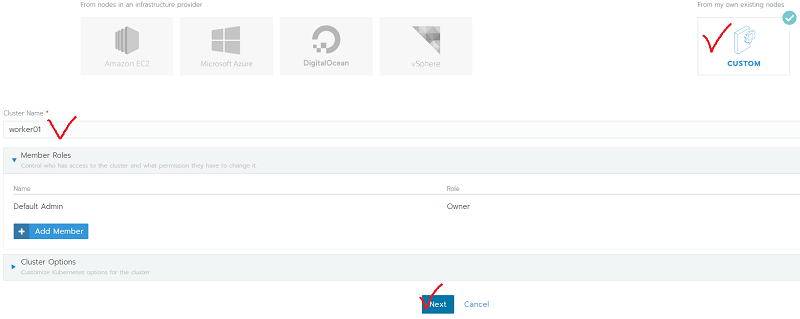 From nodes in an infrastructure provider
From my own existing nodes
Amazon EC2
Microsoft Azure
DigitalOcean
vSphere
CUSTOM
Cluster Name *
worker01
Member Roles
Control who has access to the cluster and what permission they have to change it.
Name
Role
Default Admin
Owner
+ Add Member
Cluster Options
Customize Kubernetes options for the cluster
Next
Cancel